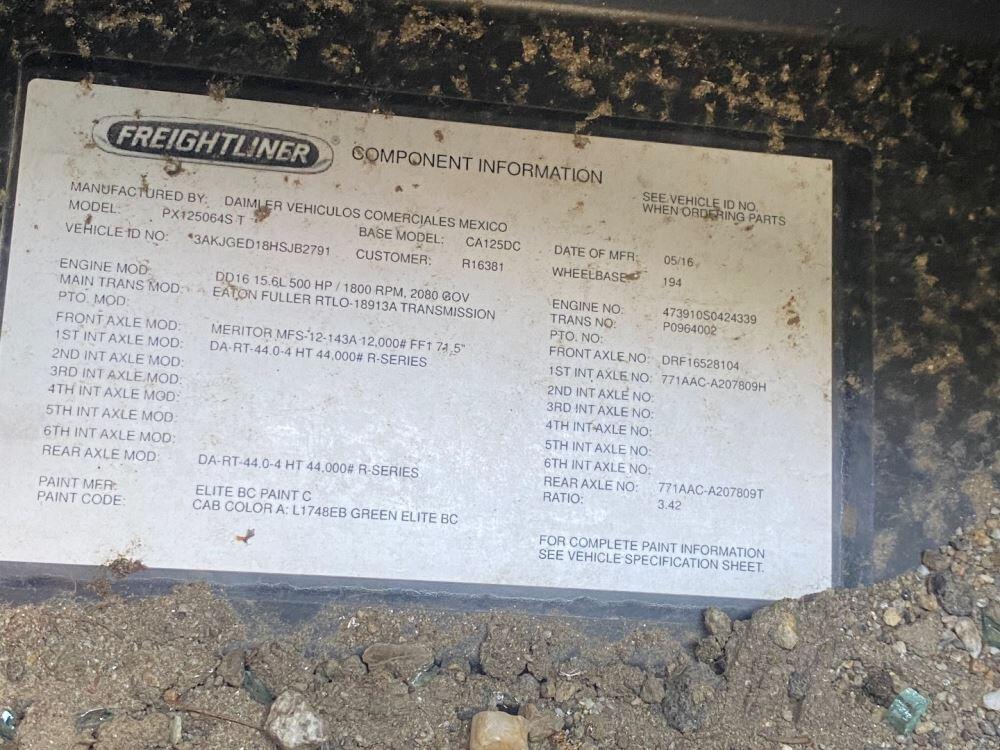 FREIGHTLINER ® COMPONENT INFORMATION
SEE VEHICLE ID NO.
WHEN ORDERING PARTS
MANUFACTURED BY: DAIMLER VEHICULOS COMERCIALES MEXICO
MODEL: PX125064S T BASE MODEL: CA125DC DATE OF MFR: 05/16
VEHICLE ID NO: 3AKJGED18HSJB2791 CUSTOMER: R16381 WHEELBASE: 194
ENGINE MOD: DD16 15.6L 500 HP / 1800 RPM, 2080 GOV ENGINE NO: 473910S0424339
MAIN TRANS MOD: EATON FULLER RTLO-18913A TRANSMISSION TRANS NO: P0964002
PTO. MOD: PTO. NO:
FRONT AXLE MOD: MERITOR MFS-12-143A 12,000# FF1 71.5" FRONT AXLE NO: DRF16528104
1ST INT AXLE MOD: DA-RT-44.0-4 HT 44,000# R-SERIES 1ST INT AXLE NO: 771AAC-A207809H
2ND INT AXLE MOD: 2ND INT AXLE NO:
3RD INT AXLE MOD: 3RD INT AXLE NO:
4TH INT AXLE MOD: 4TH INT AXLE NO:
5TH INT AXLE MOD: 5TH INT AXLE NO:
6TH INT AXLE MOD: 6TH INT AXLE NO:
REAR AXLE MOD: DA-RT-44.0-4 HT 44,000# R-SERIES REAR AXLE NO: 771AAC-A207809T
RATIO: 3.42
PAINT MFR: ELITE BC PAINT C
PAINT CODE: CAB COLOR A: L1748EB GREEN ELITE BC
FOR COMPLETE PAINT INFORMATION
SEE VEHICLE SPECIFICATION SHEET.